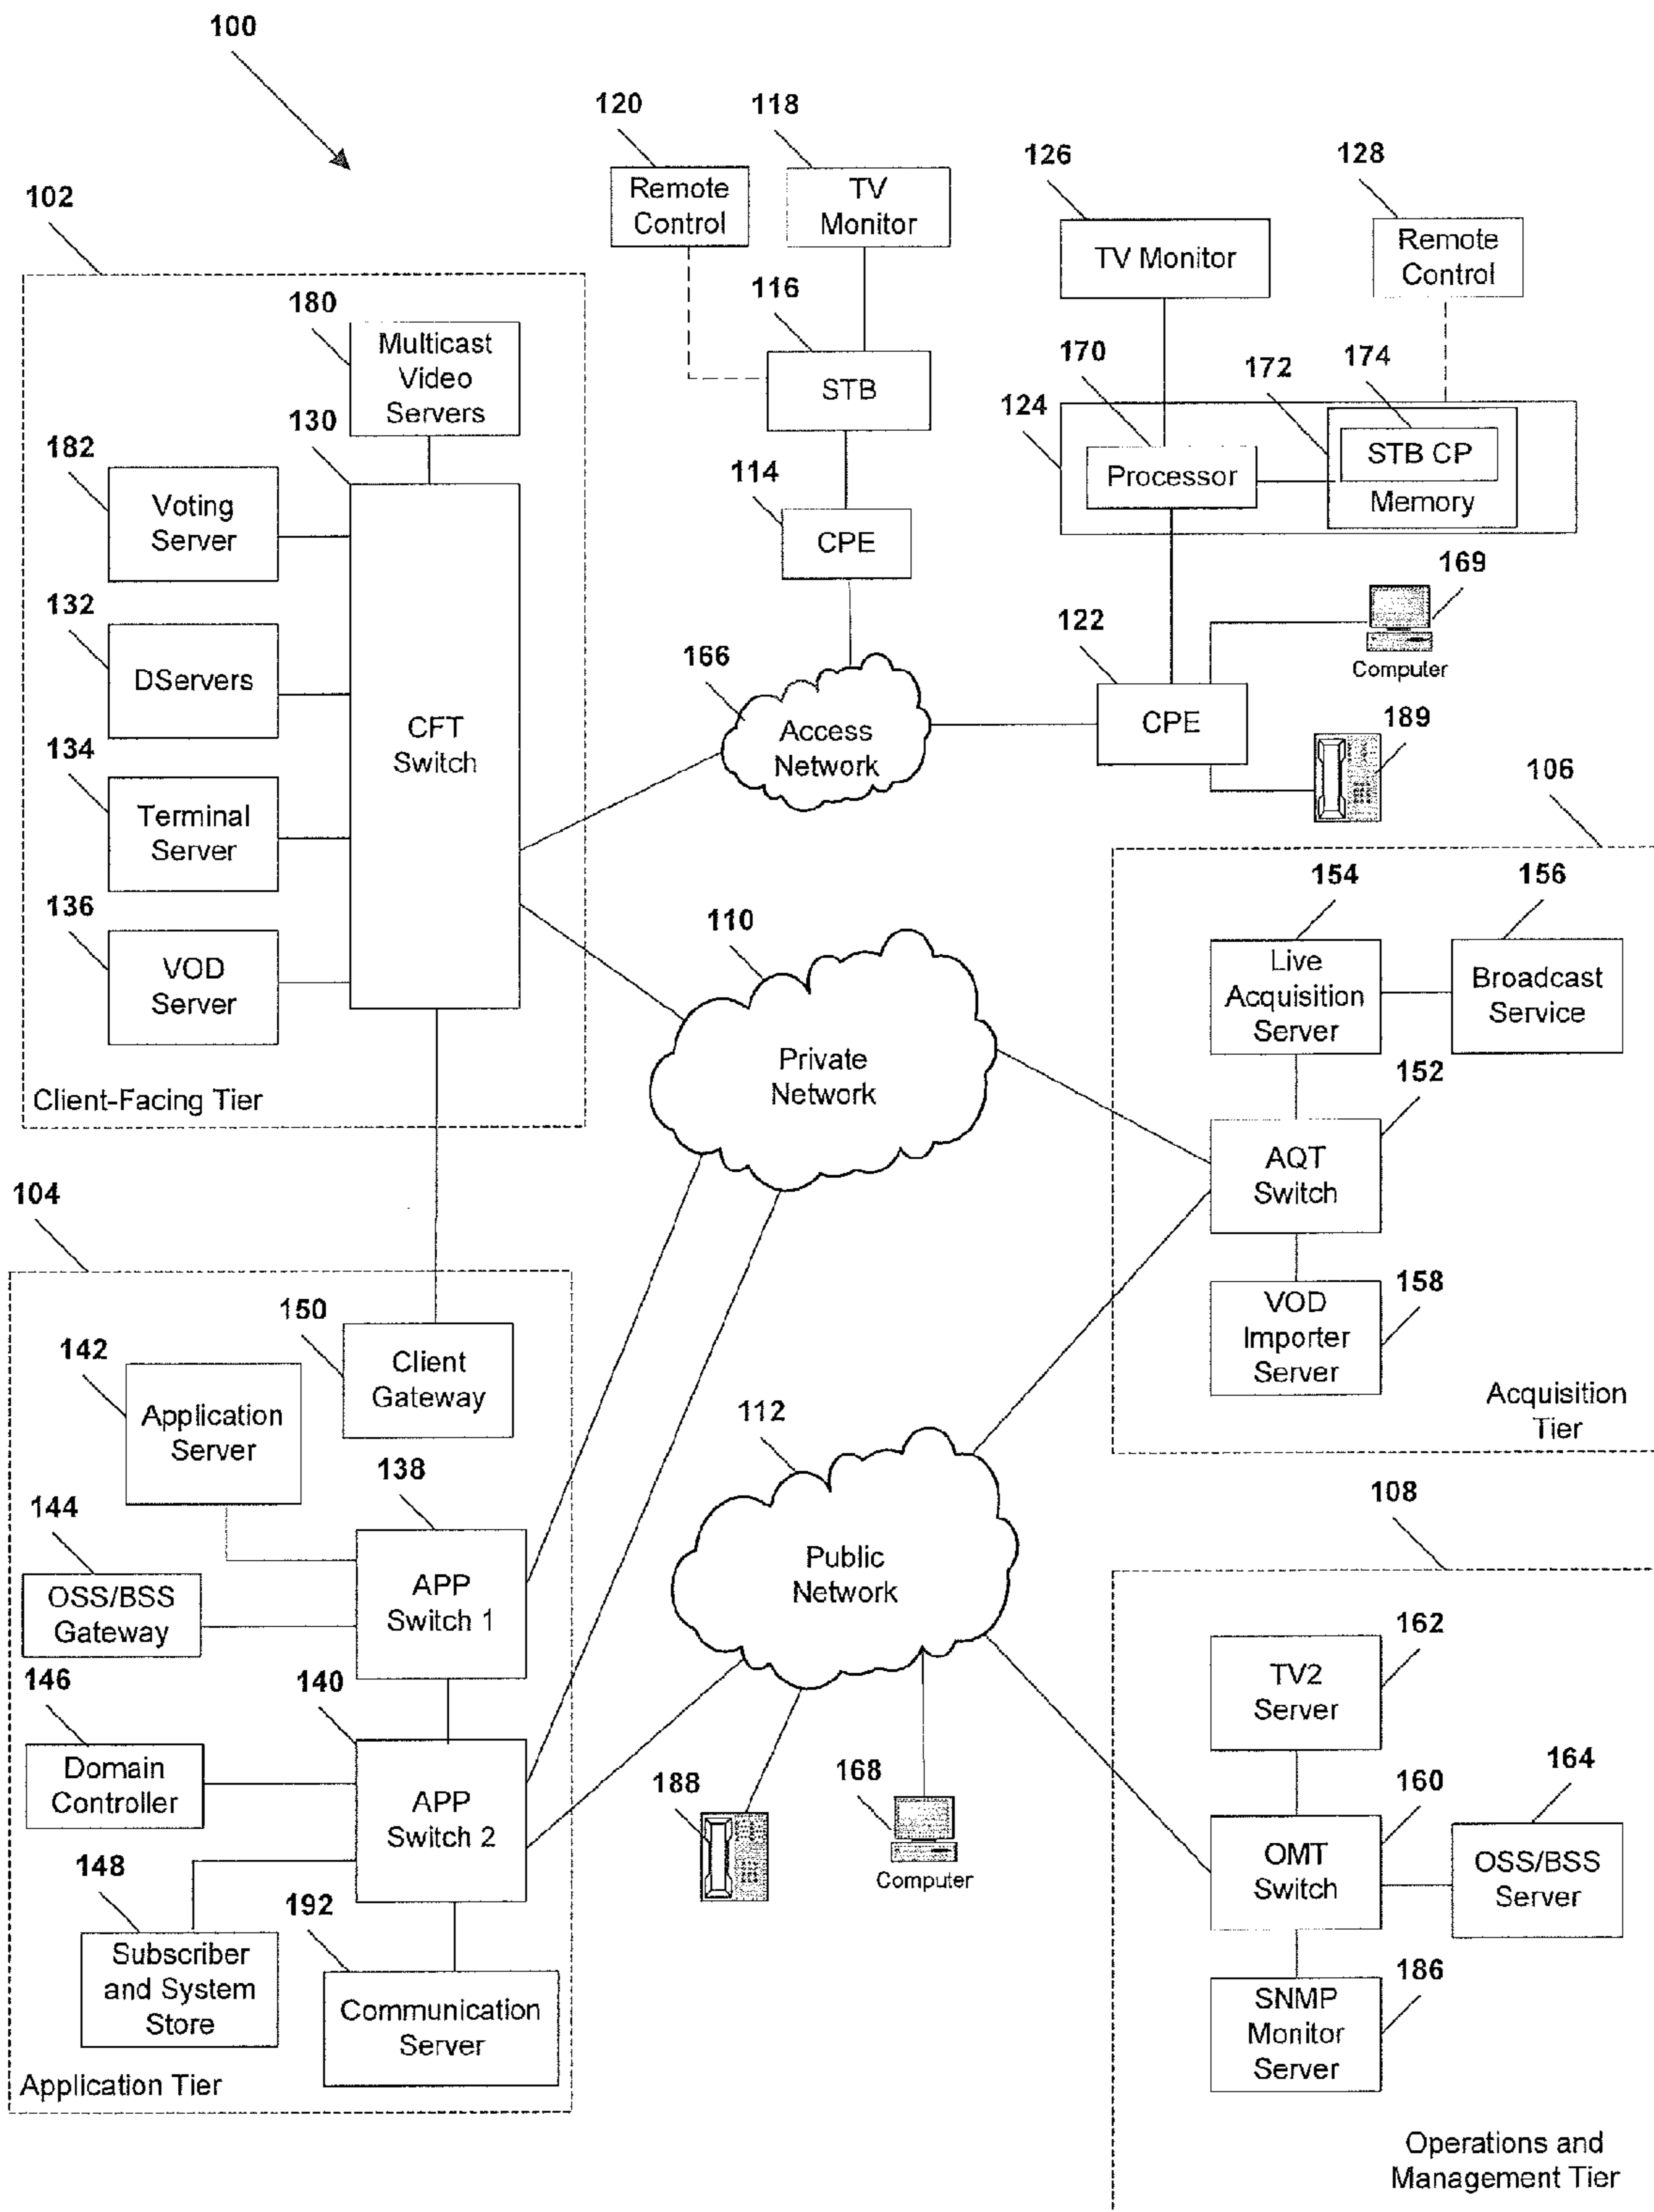 100
120
118
126
128
Remote
Control
TV
Monitor
TV Monitor
Remote
Control
102
180
Multicast
Video
Servers
116
STB
170
172
174
124
Processor
STB CP
Memory
130
182
Voting
Server
114
CPE
132
DServers
169
Computer
122
CPE
166
Access
Network
189
134
Terminal
Server
CFT
Switch
136
VOD
Server
Client-Facing Tier
110
Private
Network
106
154
156
Live
Acquisition
Server
Broadcast
Service
152
AQT
Switch
158
VOD
Importer
Server
Acquisition
Tier
104
150
Client
Gateway
142
Application
Server
138
APP
Switch 1
144
OSS/BSS
Gateway
146
Domain
Controller
140
APP
Switch 2
148
Subscriber
and System
Store
192
Communication
Server
Application Tier
112
Public
Network
188
168
Computer
108
162
TV2
Server
160
OMT
Switch
164
OSS/BSS
Server
186
SNMP
Monitor
Server
Operations and
Management Tier